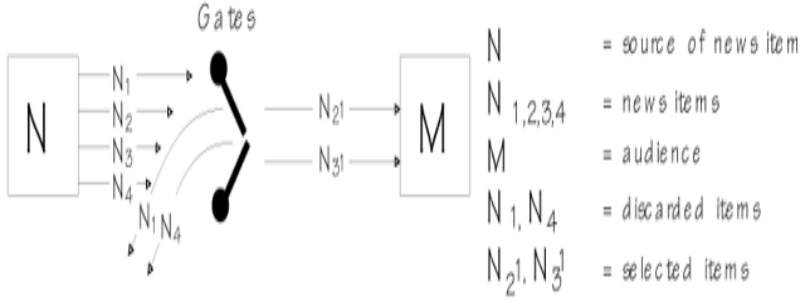 Gates
N
N₁
N₂
N₃
N₄
N₁ N₄
N₂¹
N₃¹
M
N = source of news item
N 1,2,3,4 = news items
M = audience
N 1, N 4 = discarded items
N₂¹, N₃¹ = selected items